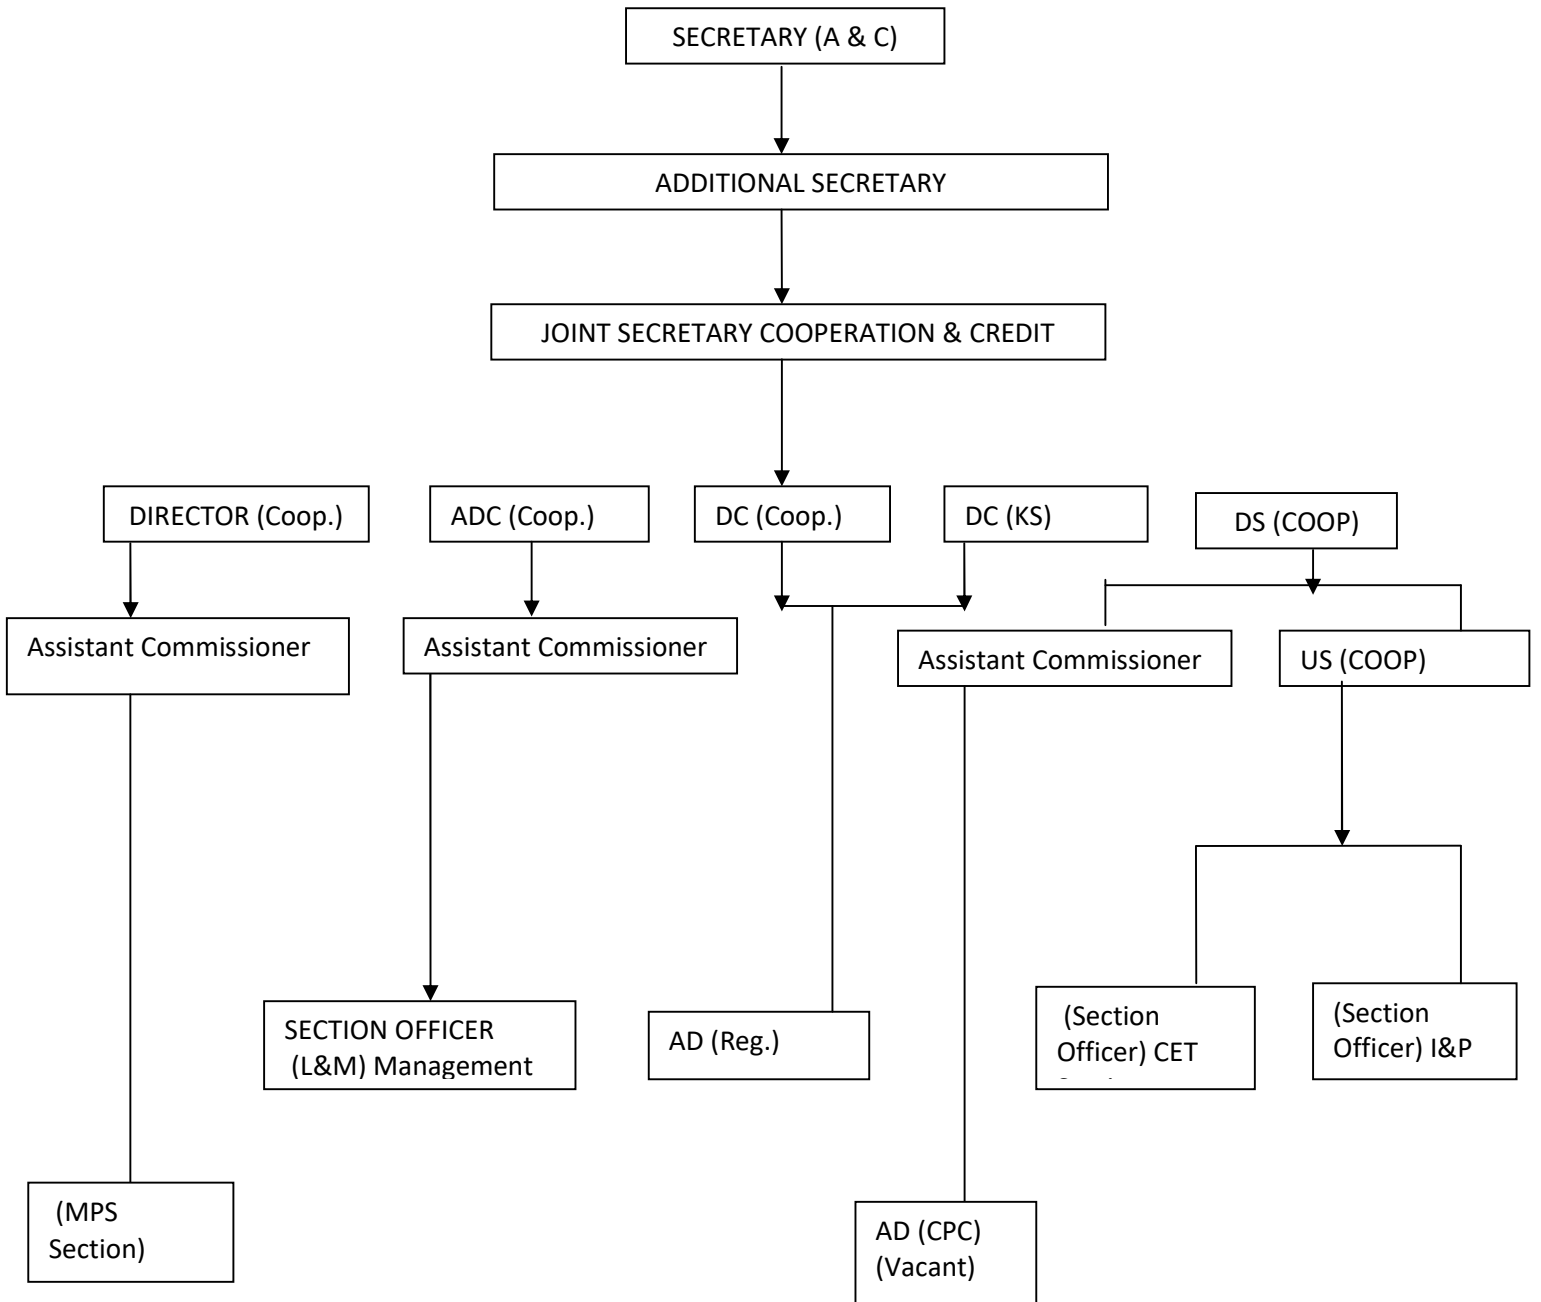 SECRETARY (A & C)
ADDITIONAL SECRETARY
JOINT SECRETARY COOPERATION & CREDIT
DIRECTOR (Coop.)
ADC (Coop.)
DC (Coop.)
DC (KS)
DS (COOP)
Assistant Commissioner
Assistant Commissioner
Assistant Commissioner
US (COOP)
SECTION OFFICER
(L&M) Management
AD (Reg.)
(Section
Officer) CET
(Section
Officer) I&P
(MPS
Section)
AD (CPC)
(Vacant)